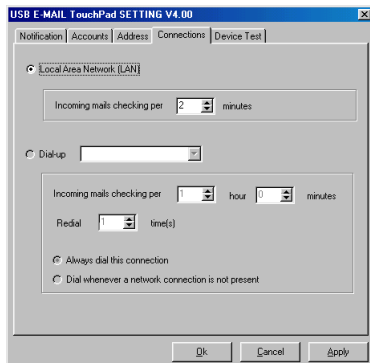 USB E-MAIL TouchPad SETTING V4.00
Notification Accounts Address Connections Device Test
Local Area Network (LAN)
Incoming mails checking per 2 minutes
Dial-up
Incoming mails checking per 1 hour 0 minutes
Redial 1 time(s)
Always dial this connection
Dial whenever a network connection is not present
Ok Cancel Apply